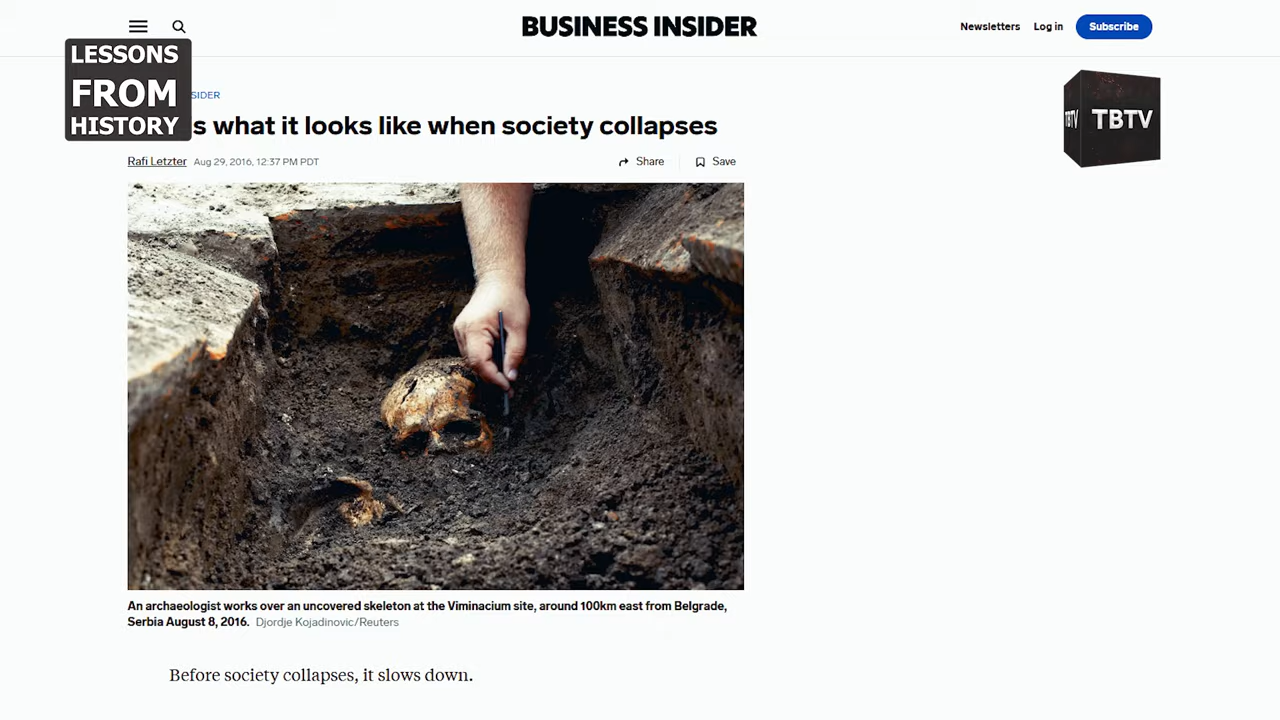 BUSINESS INSIDER
Newsletters Log in Subscribe
LESSONS
FROM
HISTORY
SIDER
s what it looks like when society collapses
TBTV TBTV
Rafi Letzter Aug 29, 2016, 12:37 PM PDT Share Save
An archaeologist works over an uncovered skeleton at the Viminacium site, around 100km east from Belgrade,
Serbia August 8, 2016. Djordje Kojadinovic/Reuters
Before society collapses, it slows down.